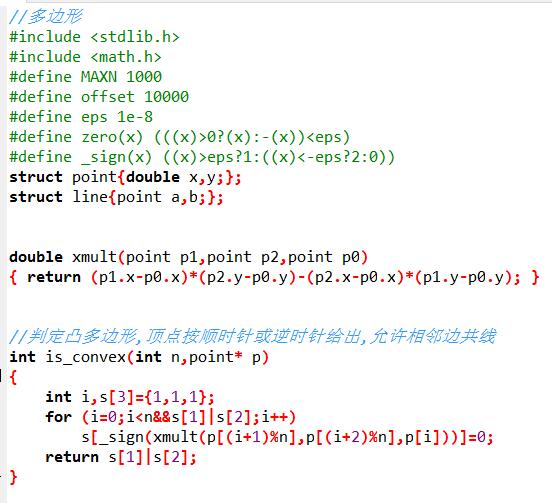 //多边形
#include <stdlib.h>
#include <math.h>
#define MAXN 1000
#define offset 10000
#define eps 1e-8
#define zero(x) (((x)>0?(x):-(x))<eps)
#define _sign(x) ((x)>eps?1:((x)<-eps?2:0))
struct point{double x,y;};
struct line{point a,b;};
double xmult(point p1,point p2,point p0)
{ return (p1.x-p0.x)*(p2.y-p0.y)-(p2.x-p0.x)*(p1.y-p0.y); }
//判定凸多边形,顶点按顺时针或逆时针给出,允许相邻边共线
int is_convex(int n,point* p)
{
    int i,s[3]={1,1,1};
    for (i=0;i<n&&s[1]|s[2];i++)
        s[_sign(xmult(p[(i+1)%n],p[(i+2)%n],p[i]))]=0;
    return s[1]|s[2];
}